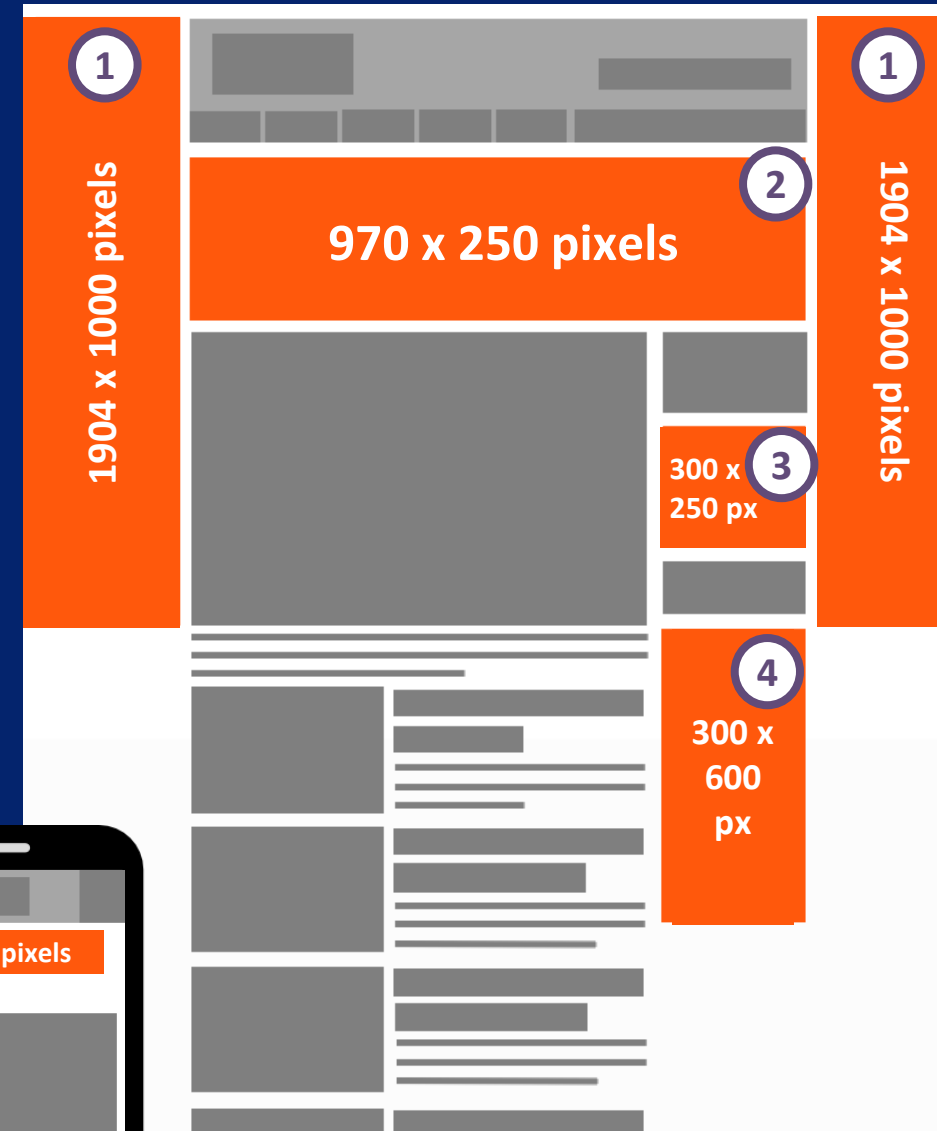 1
1904 x 1000 pixels
1
1904 x 1000 pixels
2
970 x 250 pixels
3
300 x
250 px
4
300 x
600
px
pixels